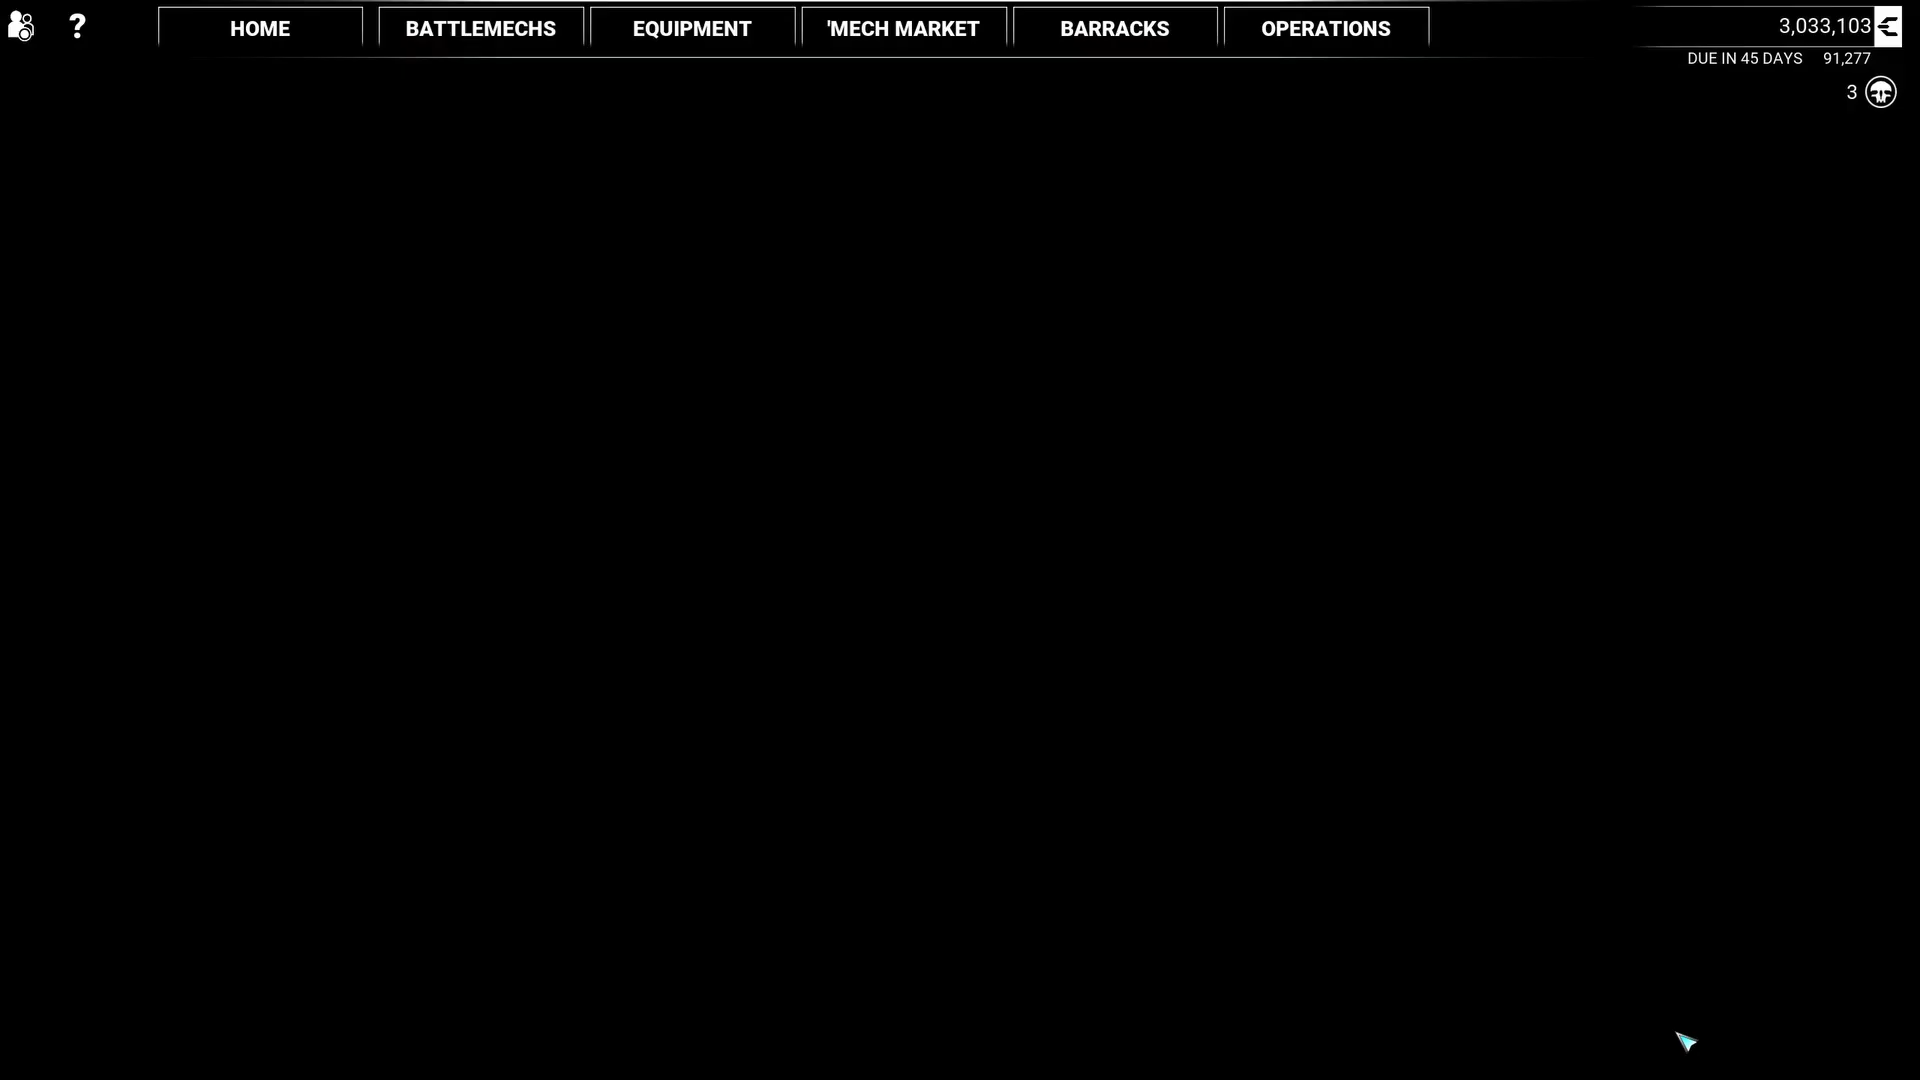 ?
HOME
BATTLEMECHS
EQUIPMENT
'MECH MARKET
BARRACKS
OPERATIONS
3,033,103
DUE IN 45 DAYS 91,277
3